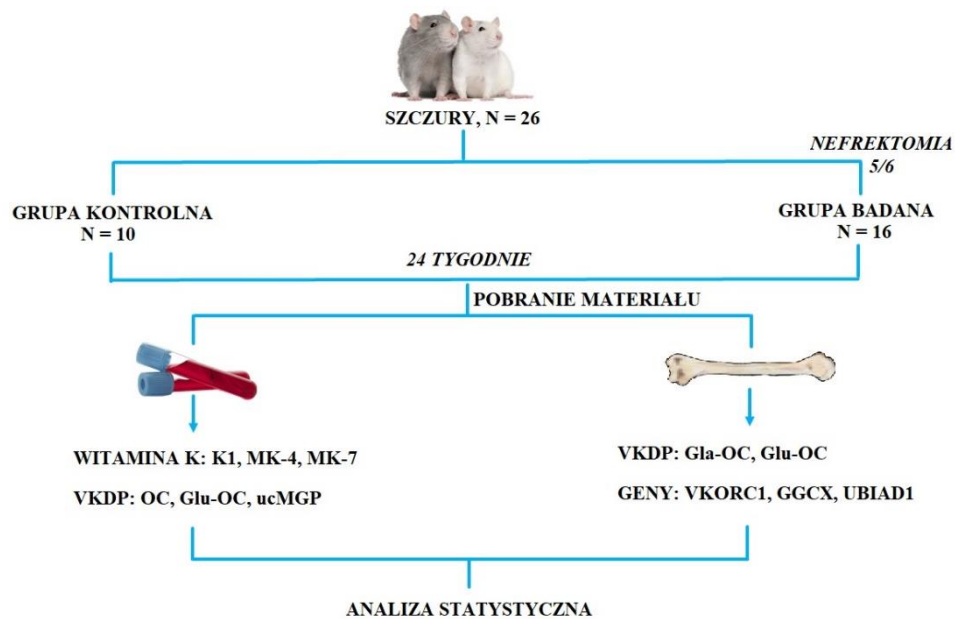 SZCZURY, N = 26
NEFREKTOMIA
5/6
GRUPA KONTROLNA
N = 10
GRUPA BADANA
N = 16
24 TYGODNIE
POBRANIE MATERIAŁU
WITAMINA K: K1, MK-4, MK-7
VKDP: OC, Glu-OC, ucMGP
VKDP: Gla-OC, Glu-OC
GENY: VKORC1, GGCX, UBIAD1
ANALIZA STATYSTYCZNA